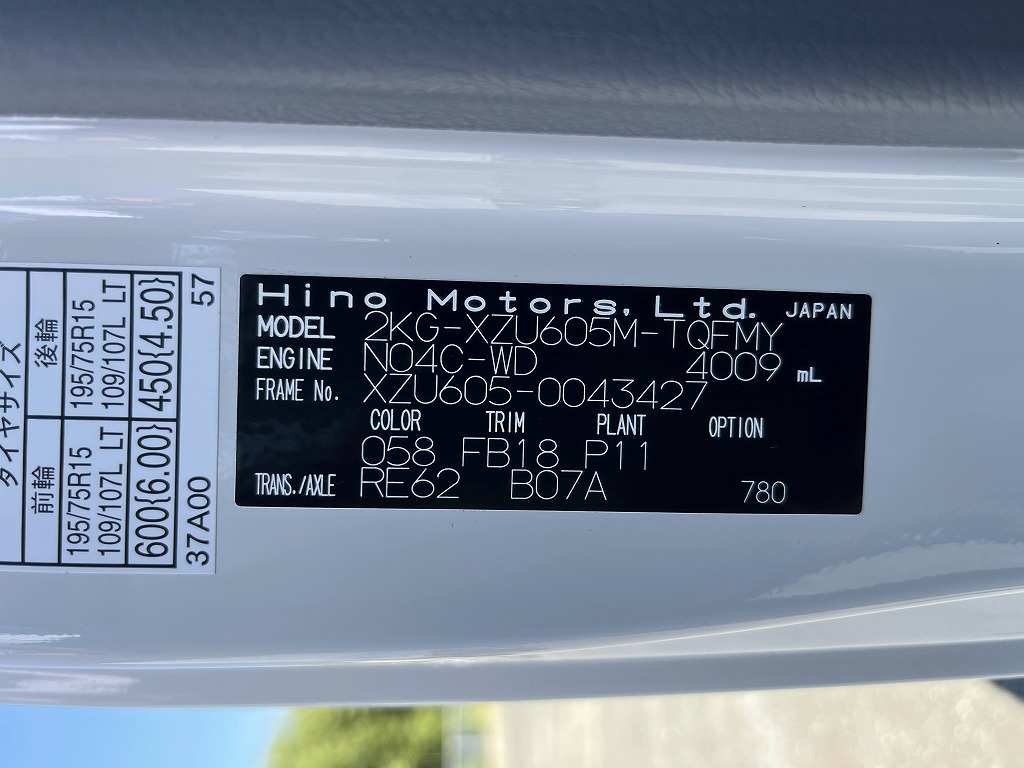 Hino Motors, Ltd. JAPAN
MODEL 2KG-XZU605M-TQFMY
ENGINE N04C-WD 4009 mL
FRAME No. XZU605-0043427
COLOR TRIM PLANT OPTION
058 FB18 P11
TRANS./AXLE RE62 B07A 780
タイヤサイズ
前輪 後輪
195/75R15 195/75R15
109/107L LT 109/107L LT
600{6.00} 450{4.50}
37A00 57